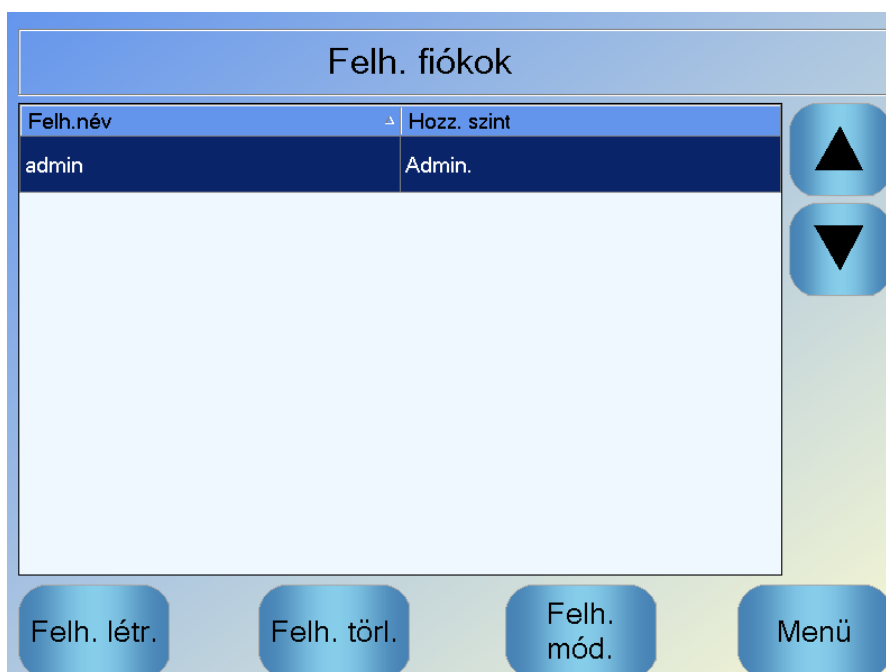 Felh. fiókok
Felh.név Hozz. szint
admin Admin.
Felh. létr. Felh. törl. Felh. mód. Menü